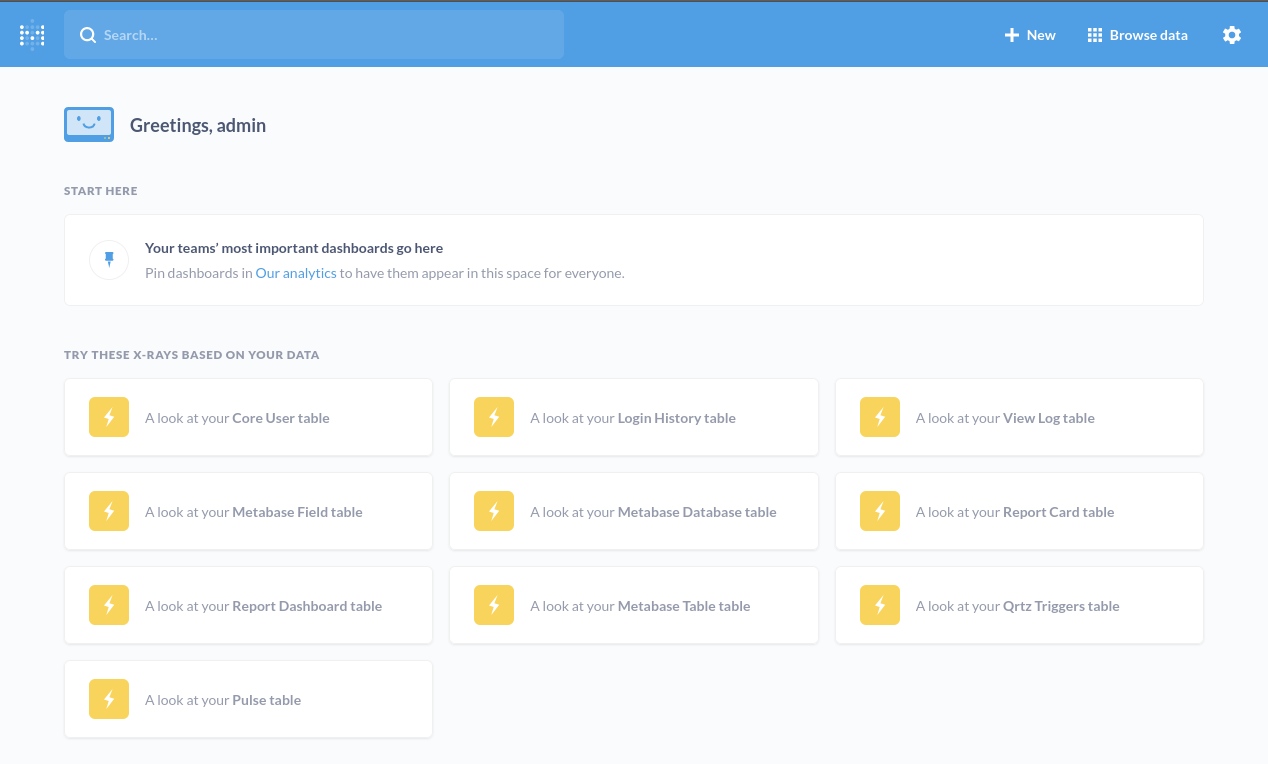 Search...
New
Browse data
Greetings, admin
START HERE
Your teams’ most important dashboards go here
Pin dashboards in Our analytics to have them appear in this space for everyone.
TRY THESE X-RAYS BASED ON YOUR DATA
A look at your Core User table
A look at your Login History table
A look at your View Log table
A look at your Metabase Field table
A look at your Metabase Database table
A look at your Report Card table
A look at your Report Dashboard table
A look at your Metabase Table table
A look at your Qrtz Triggers table
A look at your Pulse table